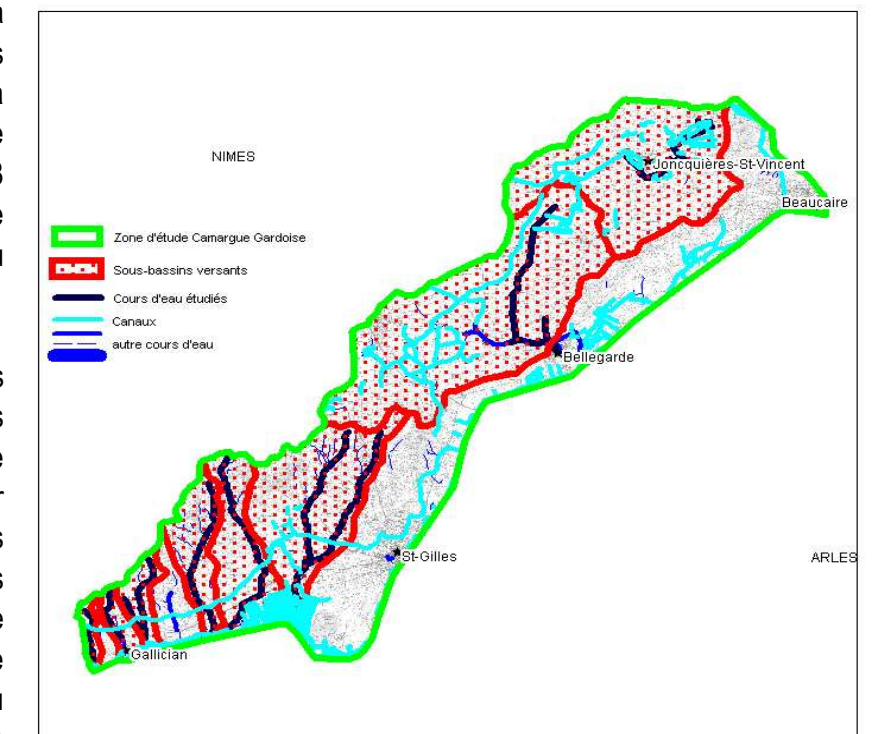 NIMES
Joncquières-St-Vincent
Beaucaire
Zone d'étude Camargue Gardoise
Sous-bassins versants
Cours d'eau étudiés
Canaux
autre cours d'eau
Bellegarde
St-Gilles
ARLES
Gallician